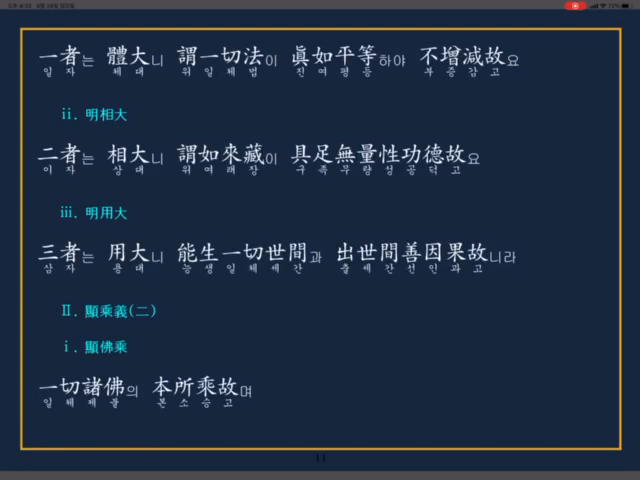 一者는 體大니 謂一切法이 眞如平等하야 不增減故요
일자 체대 위일체법 진여평등 부증감고
ii. 明相大
二者는 相大니 謂如來藏이 具足無量性功德故요
이자 상대 위여래장 구족무량성공덕고
iii. 明用大
三者는 用大니 能生一切世間과 出世間善因果故니라
삼자 용대 능생일체세간 출세간선인과고
II. 顯乘義(二)
i. 顯佛乘
一切諸佛의 本所乘故며
일체제불 본소승고
11